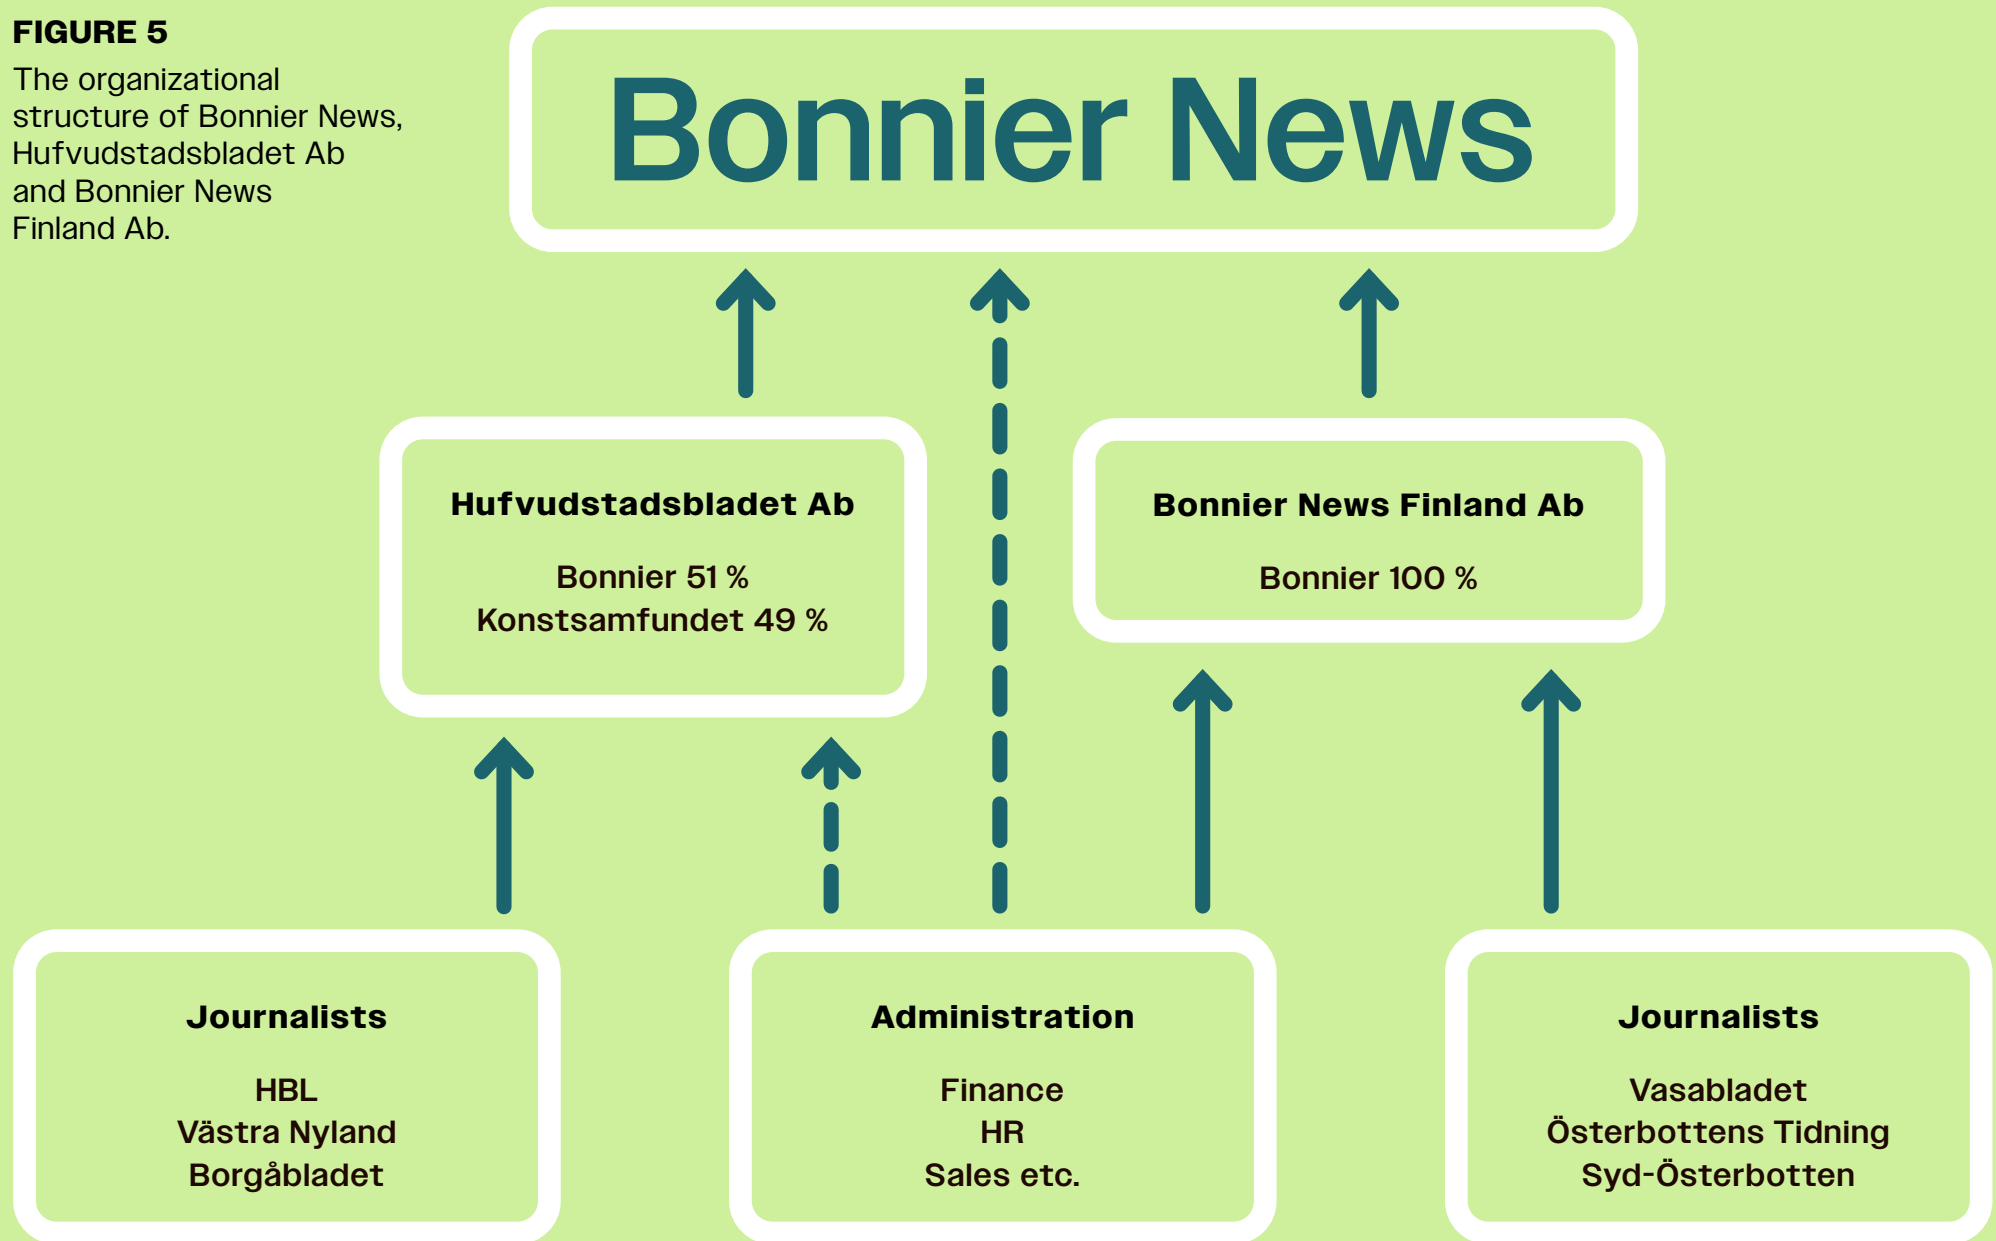 FIGURE 5
The organizational
structure of Bonnier News,
Hufvudstadsbladet Ab
and Bonnier News
Finland Ab.
Bonnier News
Hufvudstadsbladet Ab
Bonnier 51 %
Konstsamfundet 49 %
Bonnier News Finland Ab
Bonnier 100 %
Journalists
HBL
Västra Nyland
Borgåbladet
Administration
Finance
HR
Sales etc.
Journalists
Vasabladet
Österbottens Tidning
Syd-Österbotten